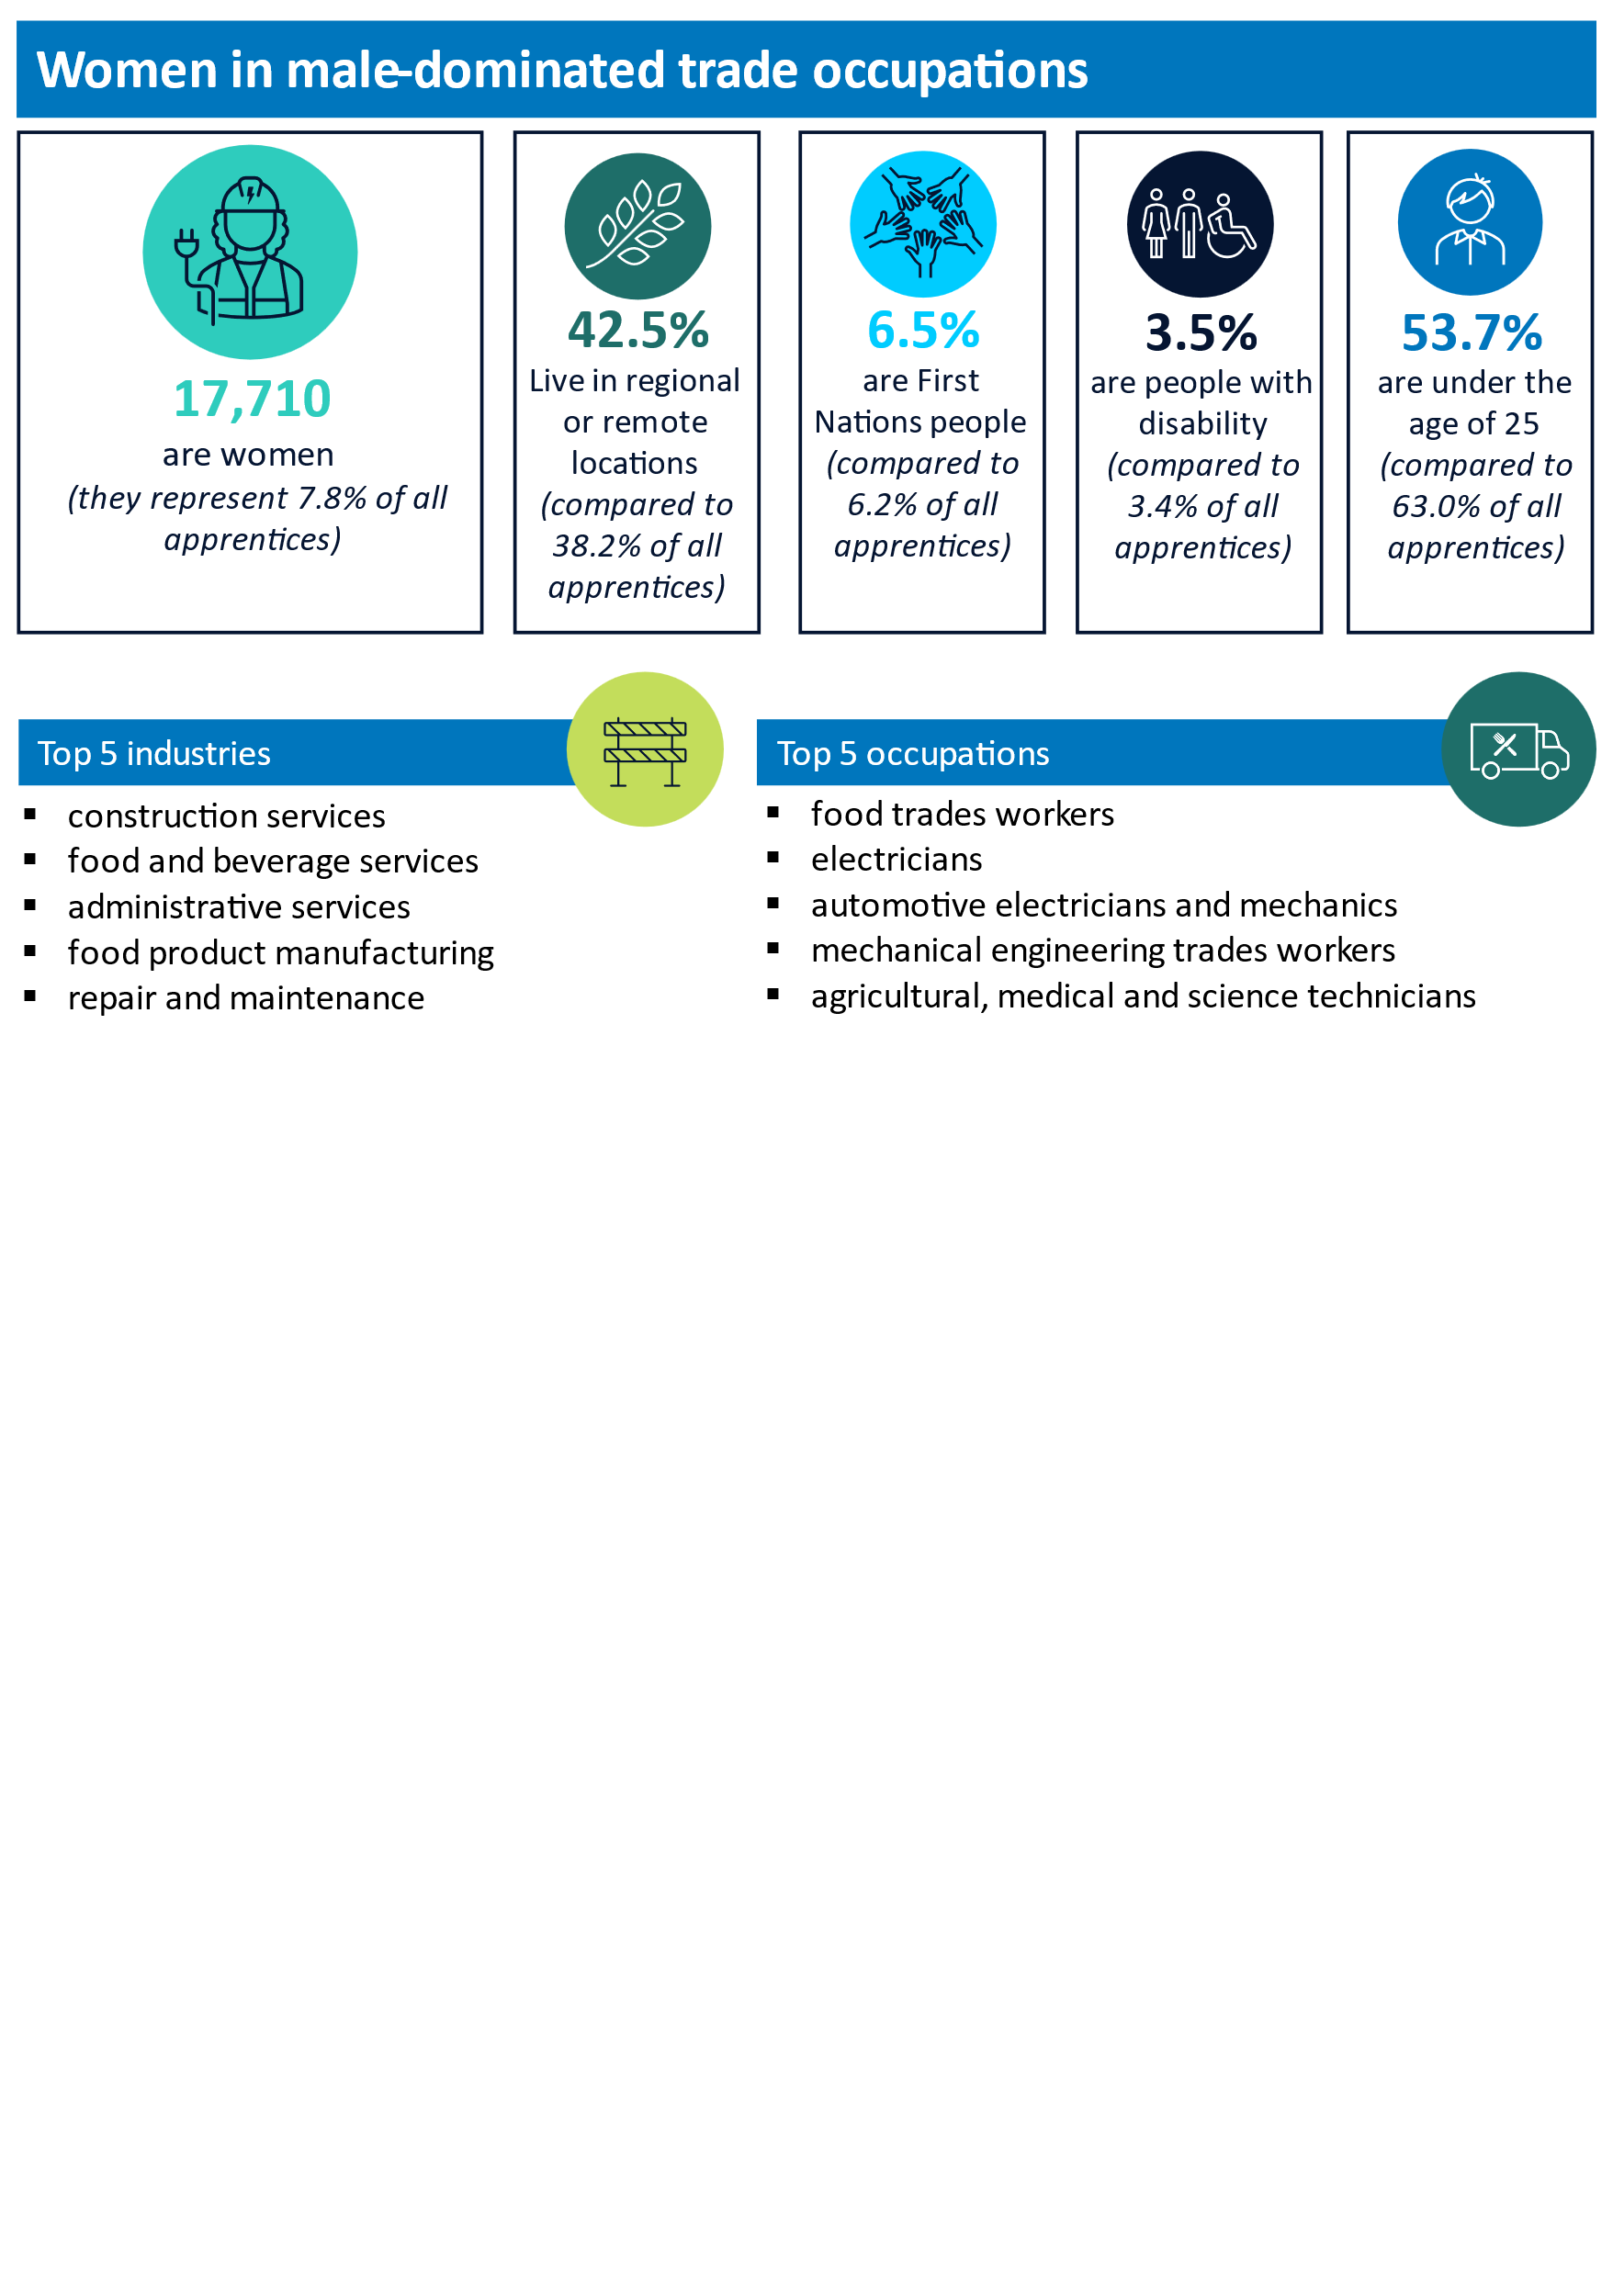 Women in male-dominated trade occupations
17,710
are women
(they represent 7.8% of all
apprentices)
42.5%
Live in regional
or remote
locations
(compared to
38.2% of all
apprentices)
6.5%
are First
Nations people
(compared to
6.2% of all
apprentices)
3.5%
are people with
disability
(compared to
3.4% of all
apprentices)
53.7%
are under the
age of 25
(compared to
63.0% of all
apprentices)
Top 5 industries
▪ construction services
▪ food and beverage services
▪ administrative services
▪ food product manufacturing
▪ repair and maintenance
Top 5 occupations
▪ food trades workers
▪ electricians
▪ automotive electricians and mechanics
▪ mechanical engineering trades workers
▪ agricultural, medical and science technicians